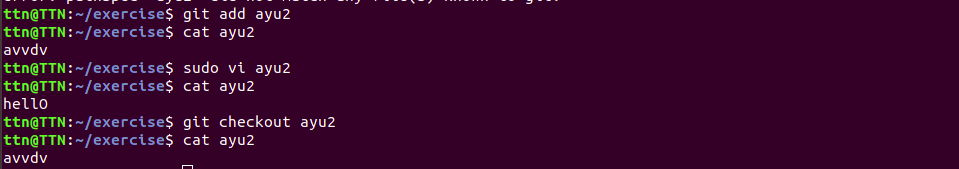 ttn@TTN:~/exercise$ git add ayu2
ttn@TTN:~/exercise$ cat ayu2
avvdv
ttn@TTN:~/exercise$ sudo vi ayu2
ttn@TTN:~/exercise$ cat ayu2
hellO
ttn@TTN:~/exercise$ git checkout ayu2
ttn@TTN:~/exercise$ cat ayu2
avvdv